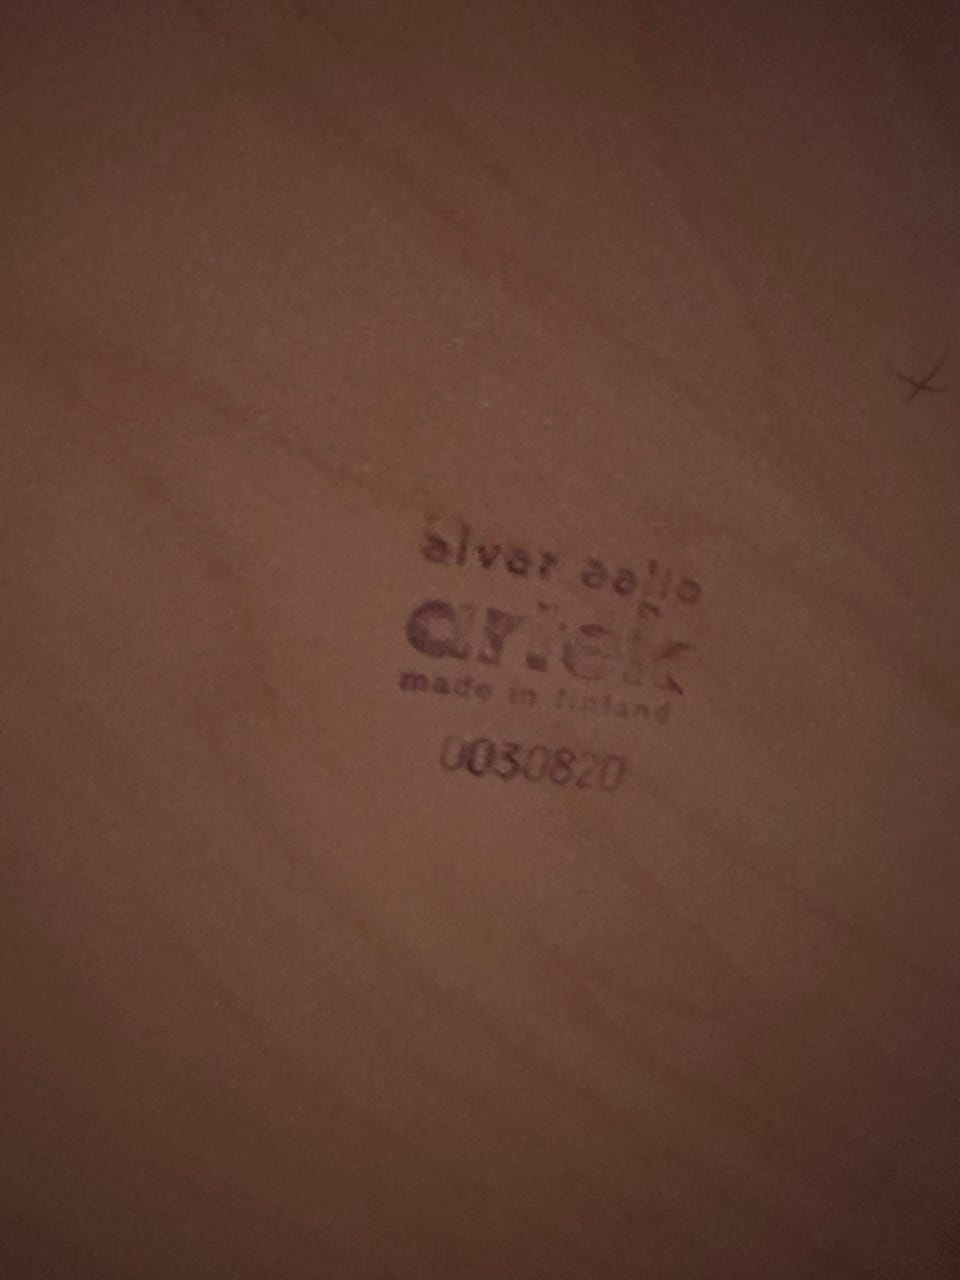 alvar aalto
artek
made in finland
0030820